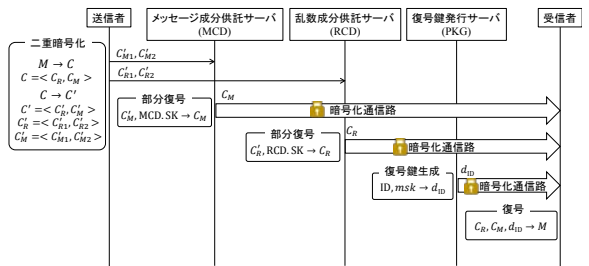 送信者
メッセージ成分供託サーバ
(MCD)
乱数成分供託サーバ
(RCD)
復号鍵発行サーバ
(PKG)
受信者
二重暗号化
M → C
C =< C_R, C_M >
C → C′
C′ =< C′_R, C′_M >
C′_R =< C′_R1, C′_R2 >
C′_M =< C′_M1, C′_M2 >
C′_M1, C′_M2
C′_R1, C′_R2
部分復号
C′_M, MCD. SK → C_M
C_M
暗号化通信路
部分復号
C′_R, RCD. SK → C_R
C_R
暗号化通信路
復号鍵生成
ID, msk → d_ID
d_ID
暗号化通信路
復号
C_R, C_M, d_ID → M